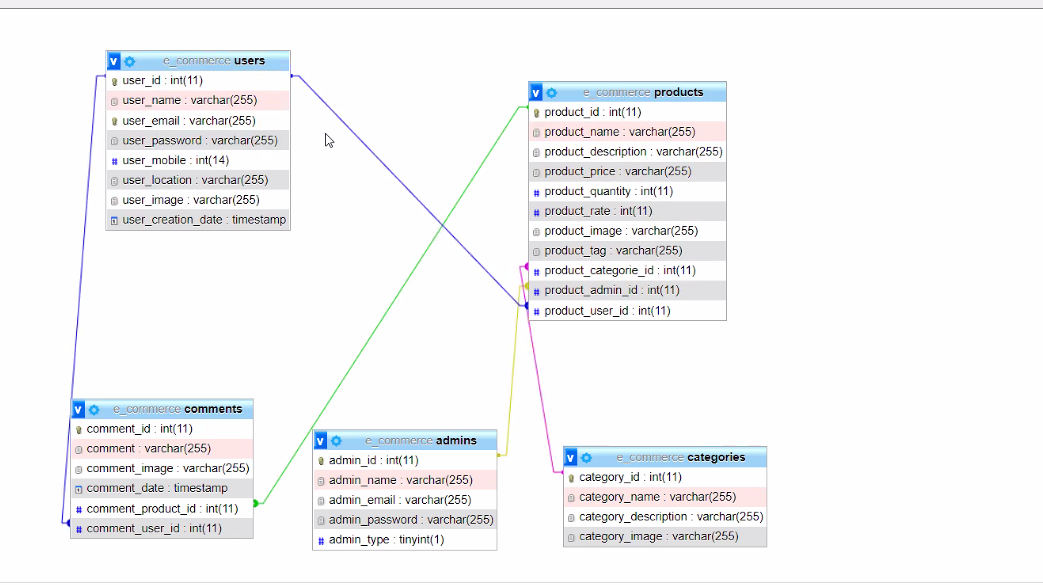 e_commerce users
user_id : int(11)
user_name : varchar(255)
user_email : varchar(255)
user_password : varchar(255)
user_mobile : int(14)
user_location : varchar(255)
user_image : varchar(255)
user_creation_date : timestamp
e_commerce products
product_id : int(11)
product_name : varchar(255)
product_description : varchar(255)
product_price : varchar(255)
product_quantity : int(11)
product_rate : int(11)
product_image : varchar(255)
product_tag : varchar(255)
product_categorie_id : int(11)
product_admin_id : int(11)
product_user_id : int(11)
e_commerce comments
comment_id : int(11)
comment : varchar(255)
comment_image : varchar(255)
comment_date : timestamp
comment_product_id : int(11)
comment_user_id : int(11)
e_commerce admins
admin_id : int(11)
admin_name : varchar(255)
admin_email : varchar(255)
admin_password : varchar(255)
admin_type : tinyint(1)
e_commerce categories
category_id : int(11)
category_name : varchar(255)
category_description : varchar(255)
category_image : varchar(255)